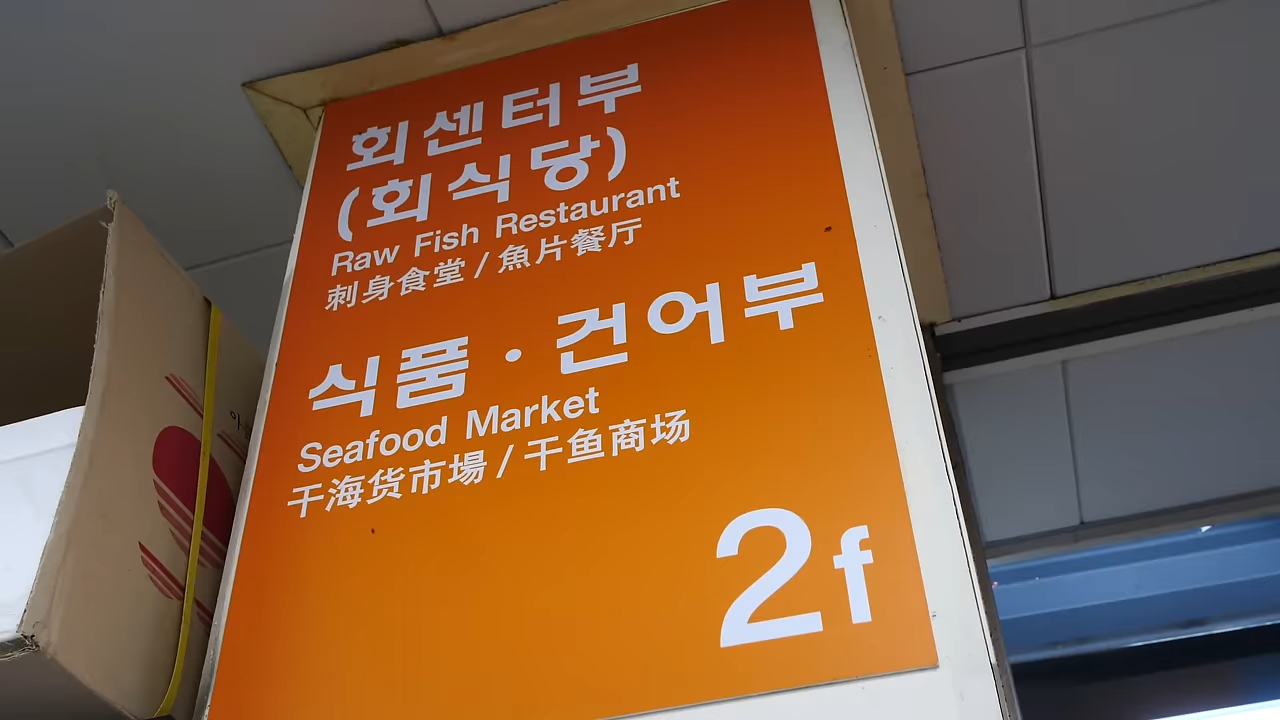 회센터부
(회식당)
Raw Fish Restaurant
刺身食堂 / 魚片餐厅
식품 · 건어부
Seafood Market
干海货市場 / 干鱼商场
2f